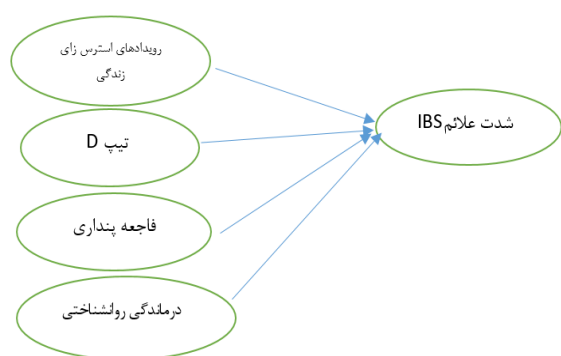 رویدادهای استرس زای
زندگی
تیپ D
فاجعه پنداری
درماندگی روانشناختی
شدت علائم IBS